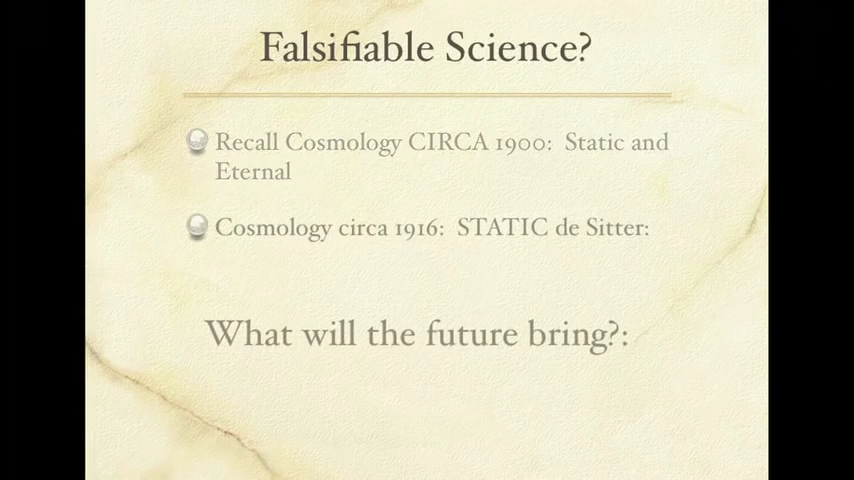 Falsifiable Science?
Recall Cosmology CIRCA 1900: Static and
Eternal
Cosmology circa 1916: STATIC de Sitter:
What will the future bring?: